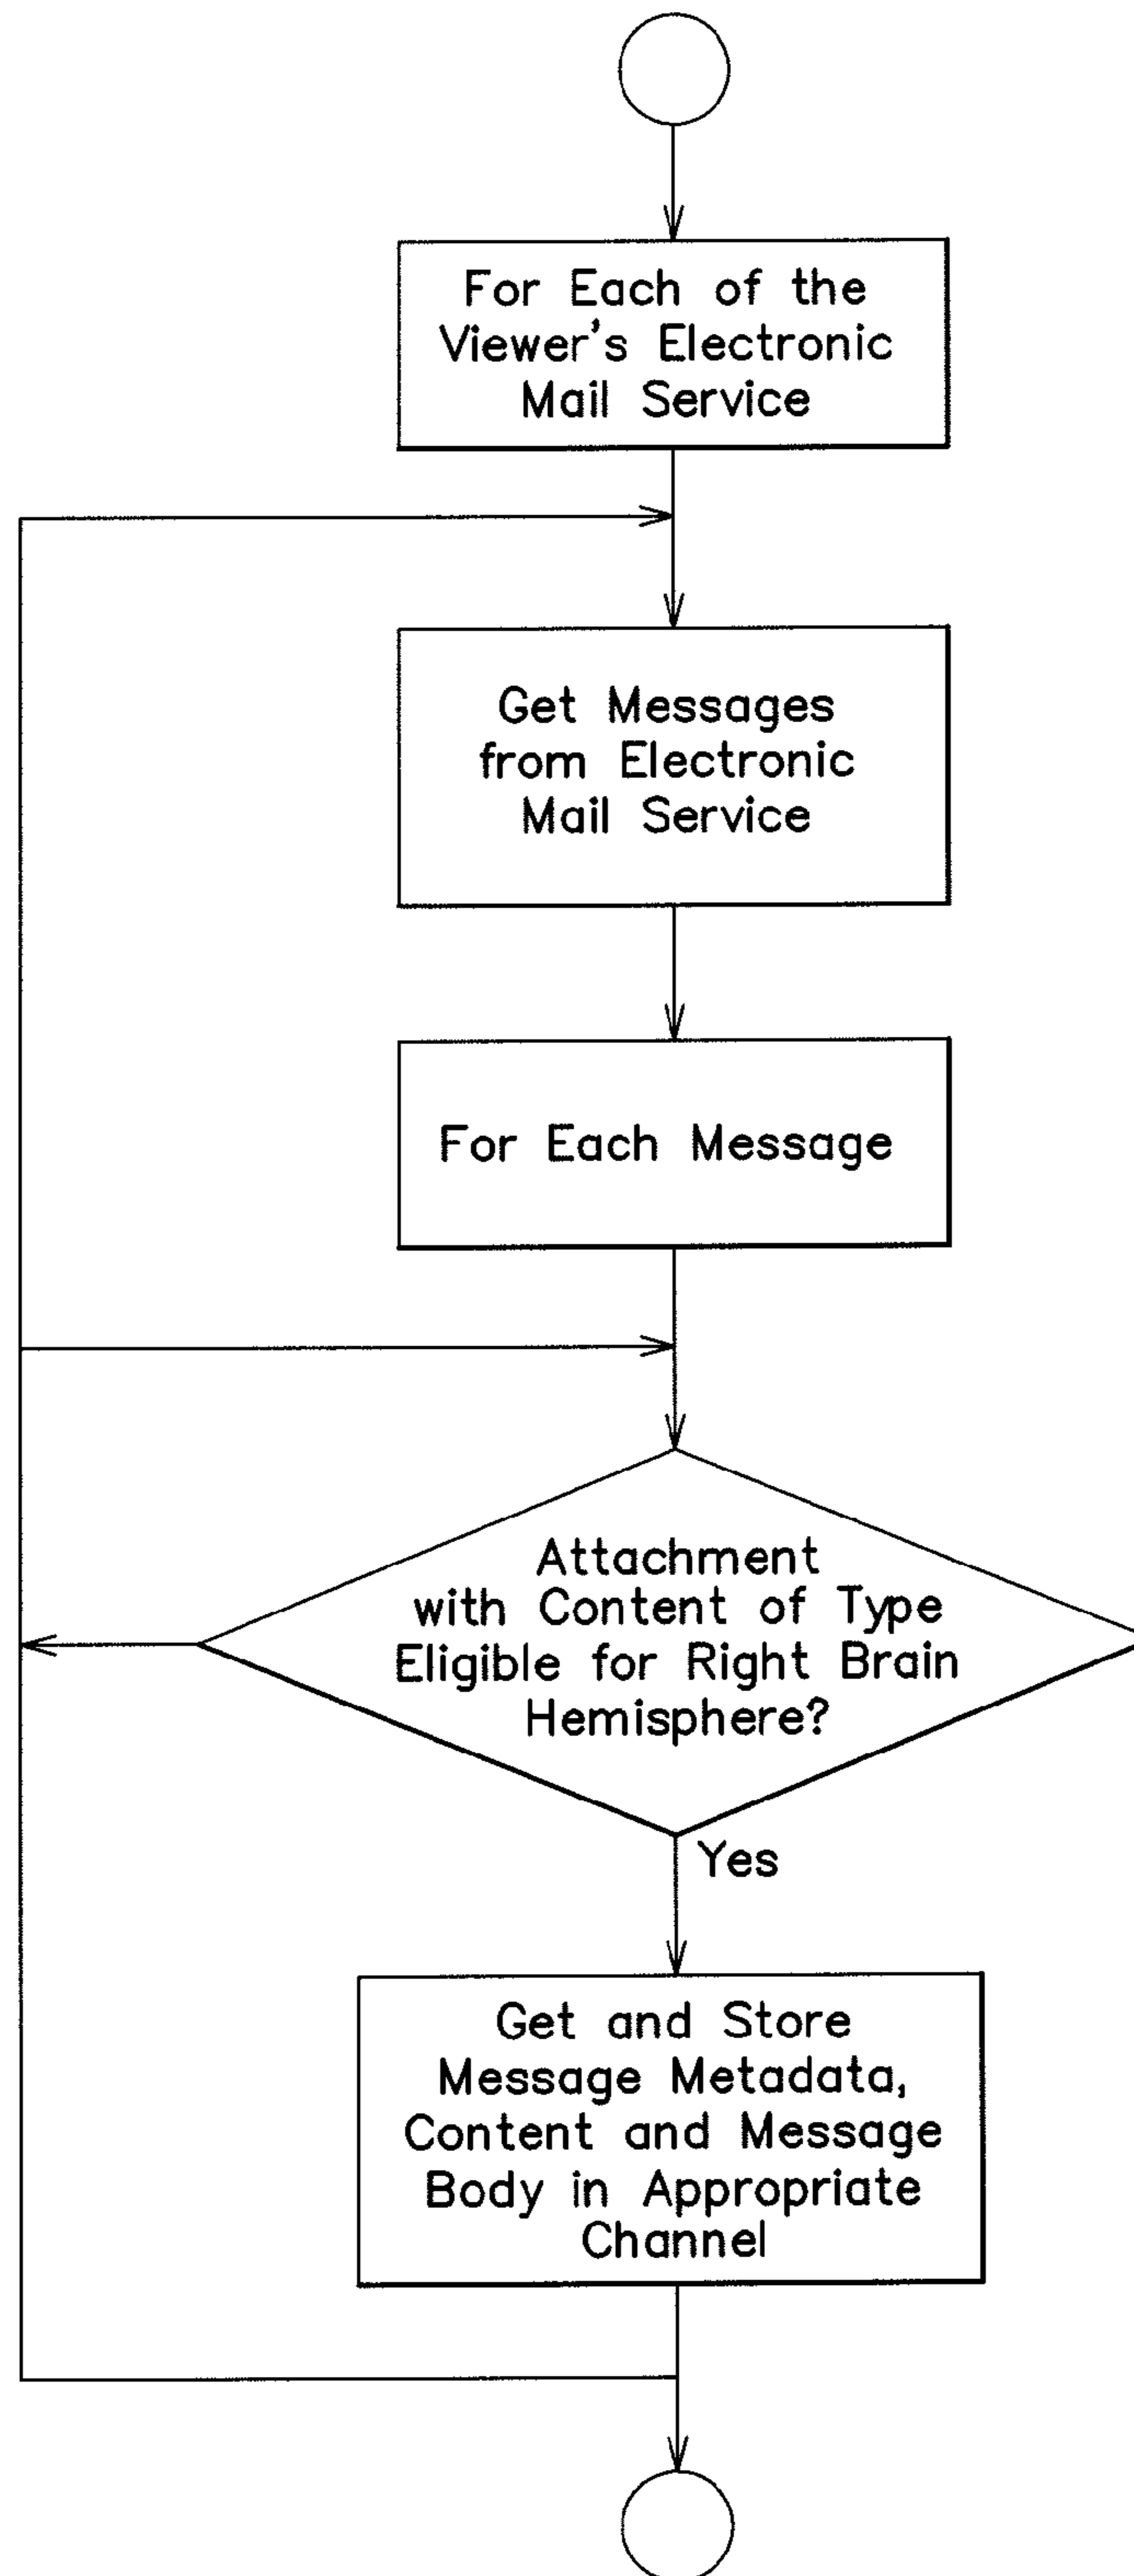 For Each of the
Viewer's Electronic
Mail Service
Get Messages
from Electronic
Mail Service
For Each Message
Attachment
with Content of Type
Eligible for Right Brain
Hemisphere?
Yes
Get and Store
Message Metadata,
Content and Message
Body in Appropriate
Channel